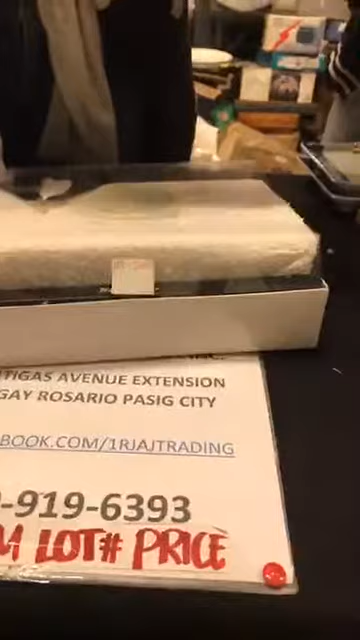 TIGAS AVENUE EXTENSION
GAY ROSARIO PASIG CITY
BOOK.COM/1RJAJTRADING
-919-6393
M LOT# PRICE